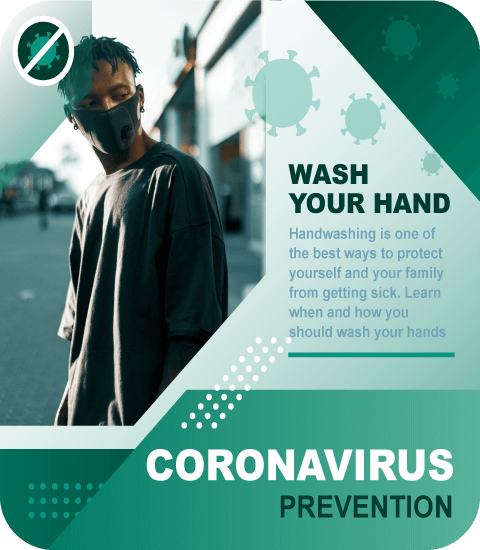 WASH
YOUR HAND
Handwashing is one of
the best ways to protect
yourself and your family
from getting sick. Learn
when and how you
should wash your hands
CORONAVIRUS
PREVENTION